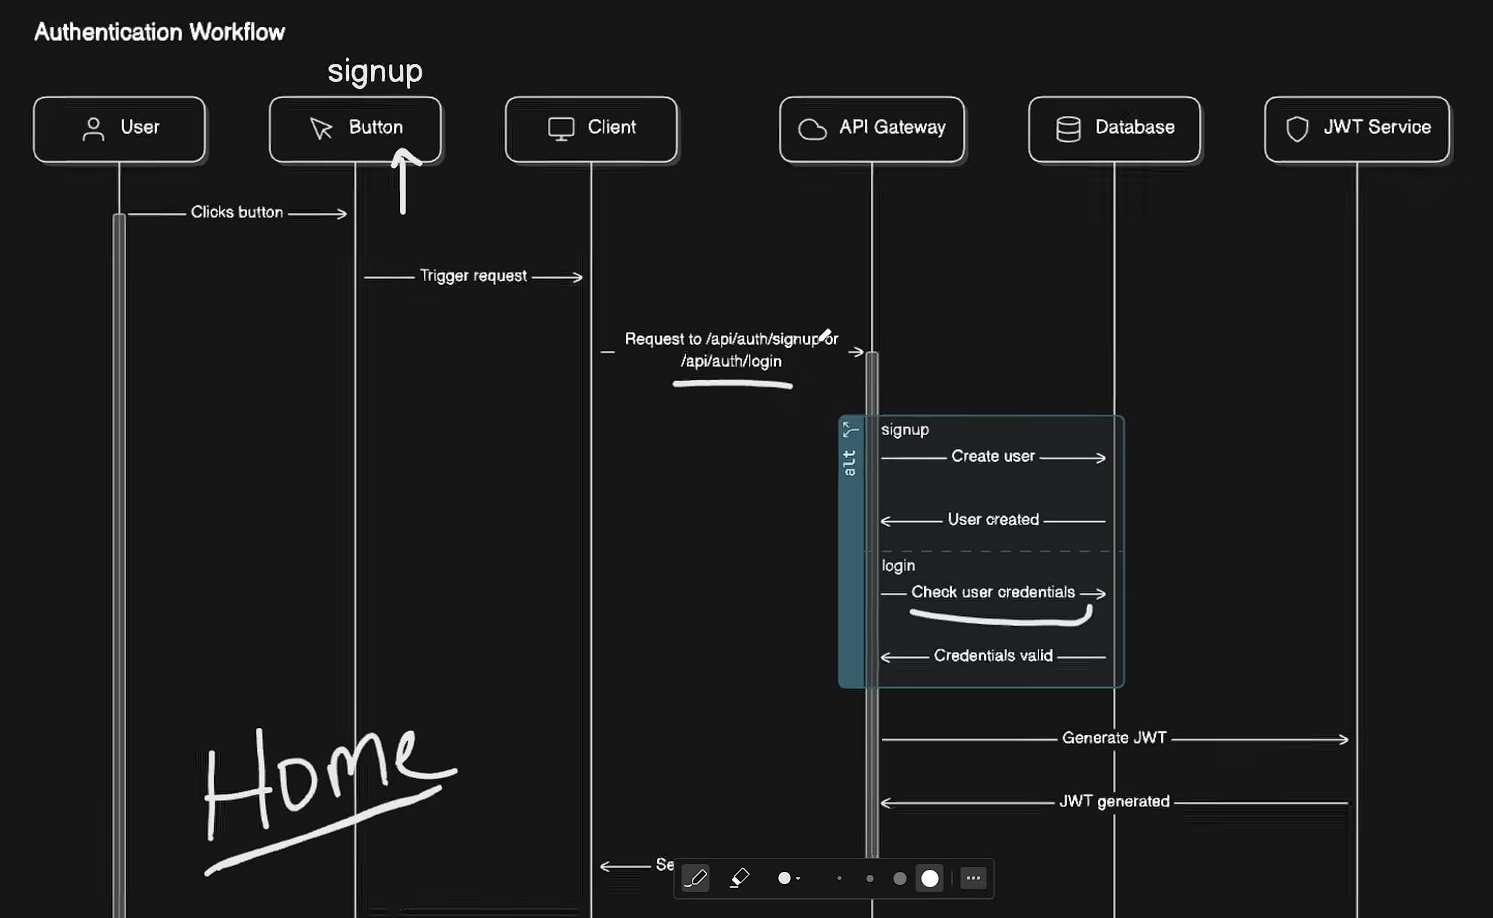 Authentication Workflow
signup
User
Button
Client
API Gateway
Database
JWT Service
Clicks button
Trigger request
Request to /api/auth/signup or
/api/auth/login
alt
signup
Create user
User created
login
Check user credentials
Credentials valid
Generate JWT
JWT generated
Home
Se